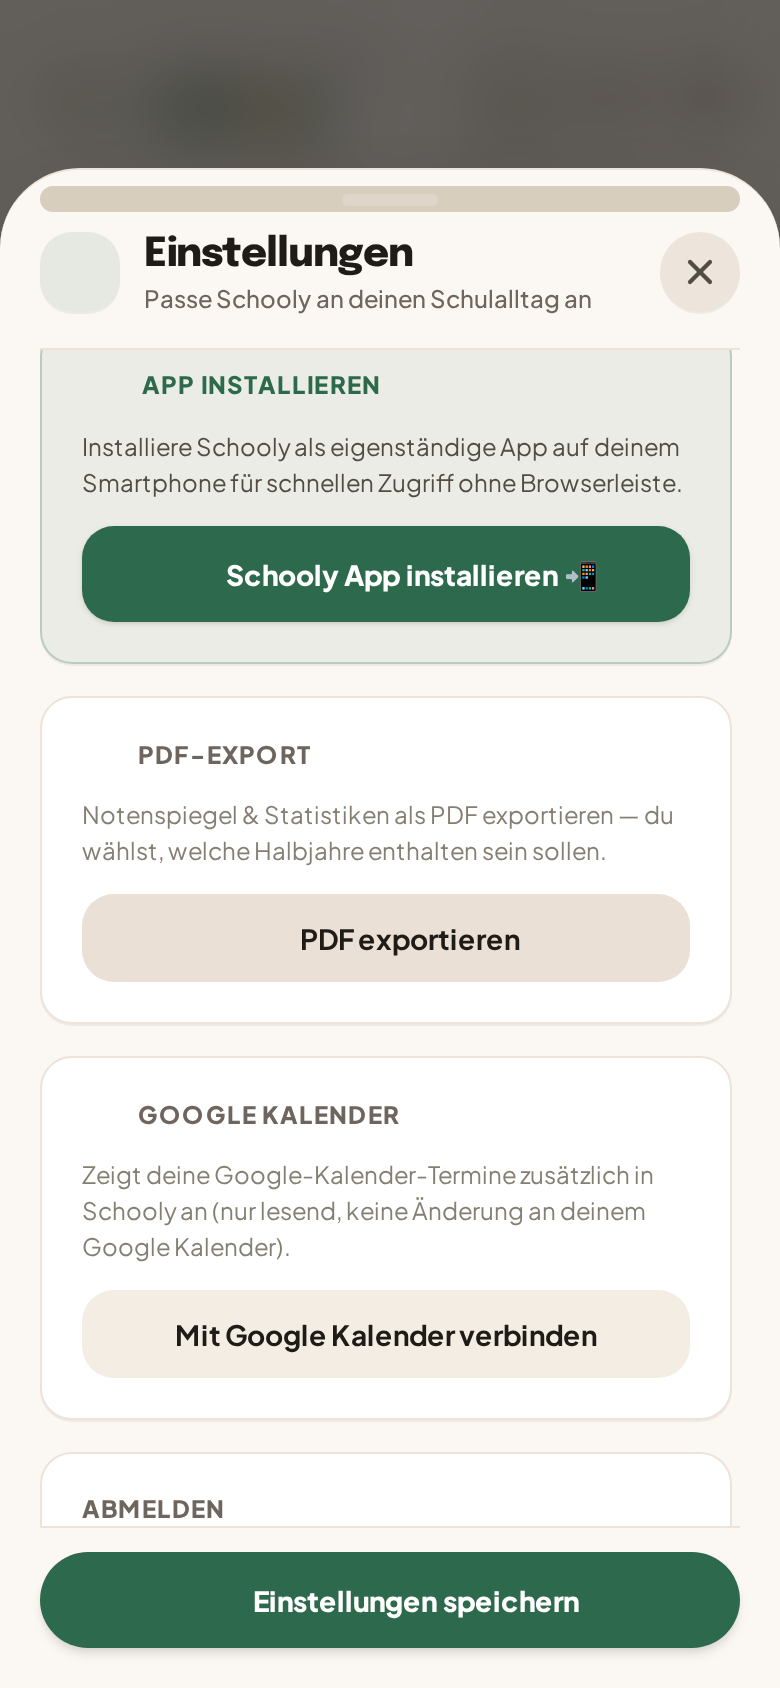 Einstellungen
Passe Schooly an deinen Schulalltag an
APP INSTALLIEREN
Installiere Schooly als eigenständige App auf deinem
Smartphone für schnellen Zugriff ohne Browserleiste.
Schooly App installieren 📲
PDF-EXPORT
Notenspiegel & Statistiken als PDF exportieren — du
wählst, welche Halbjahre enthalten sein sollen.
PDF exportieren
GOOGLE KALENDER
Zeigt deine Google-Kalender-Termine zusätzlich in
Schooly an (nur lesend, keine Änderung an deinem
Google Kalender).
Mit Google Kalender verbinden
ABMELDEN
Einstellungen speichern